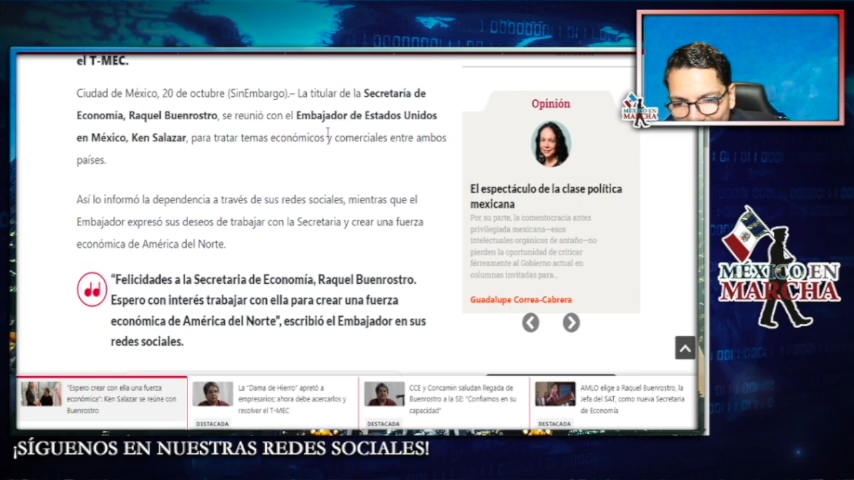 el T-MEC.
Ciudad de México, 20 de octubre (SinEmbargo).– La titular de la Secretaría de
Economía, Raquel Buenrostro, se reunió con el Embajador de Estados Unidos
en México, Ken Salazar, para tratar temas económicos y comerciales entre ambos
países.
Así lo informó la dependencia a través de sus redes sociales, mientras que el
Embajador expresó sus deseos de trabajar con la Secretaria y crear una fuerza
económica de América del Norte.
“Felicidades a la Secretaria de Economía, Raquel Buenrostro.
Espero con interés trabajar con ella para crear una fuerza
económica de América del Norte”, escribió el Embajador en sus
redes sociales.
Opinión
El espectáculo de la clase política
mexicana
Por su parte, la comentocracia antes
privilegiada mexicana—esos
intelectuales orgánicos de antaño—no
pierden la oportunidad de criticar
férreamente al Gobierno actual en
columnas invitadas para...
Guadalupe Correa-Cabrera
MÉXICO EN
MARCHA
MÉXICO EN
MARCHA
"Espero crear con ella una fuerza
económica": Ken Salazar se reúne con
Buenrostro
La "Dama de Hierro" apretó a
empresarios; ahora debe acercarlos y
resolver el T-MEC
DESTACADA
CCE y Concamin saludan llegada de
Buenrostro a la SE: "Confiamos en su
capacidad"
DESTACADA
AMLO elige a Raquel Buenrostro, la
Jefa del SAT, como nueva Secretaria
de Economía
DESTACADA
¡SÍGUENOS EN NUESTRAS REDES SOCIALES!